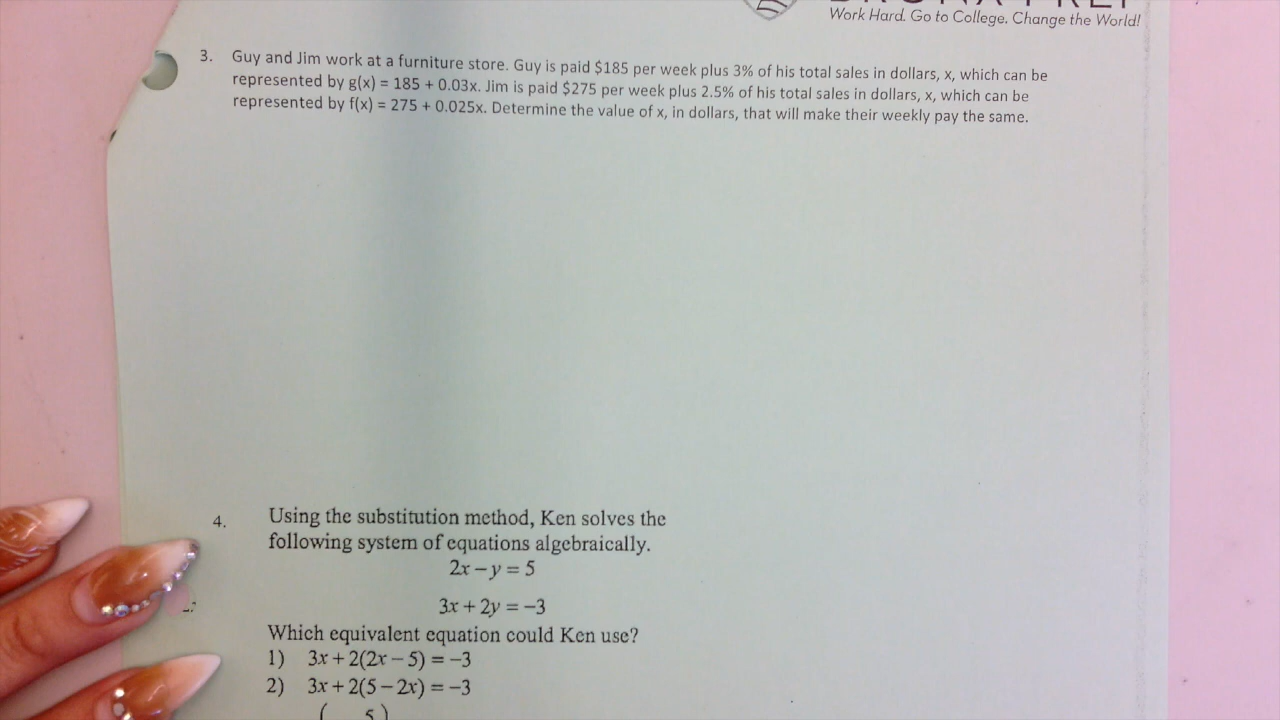 Work Hard. Go to College. Change the World!
3. Guy and Jim work at a furniture store. Guy is paid $185 per week plus 3% of his total sales in dollars, x, which can be
represented by g(x) = 185 + 0.03x. Jim is paid $275 per week plus 2.5% of his total sales in dollars, x, which can be
represented by f(x) = 275 + 0.025x. Determine the value of x, in dollars, that will make their weekly pay the same.
4. Using the substitution method, Ken solves the
following system of equations algebraically.
2x – y = 5
3x + 2y = –3
Which equivalent equation could Ken use?
1) 3x + 2(2x – 5) = –3
2) 3x + 2(5 – 2x) = –3